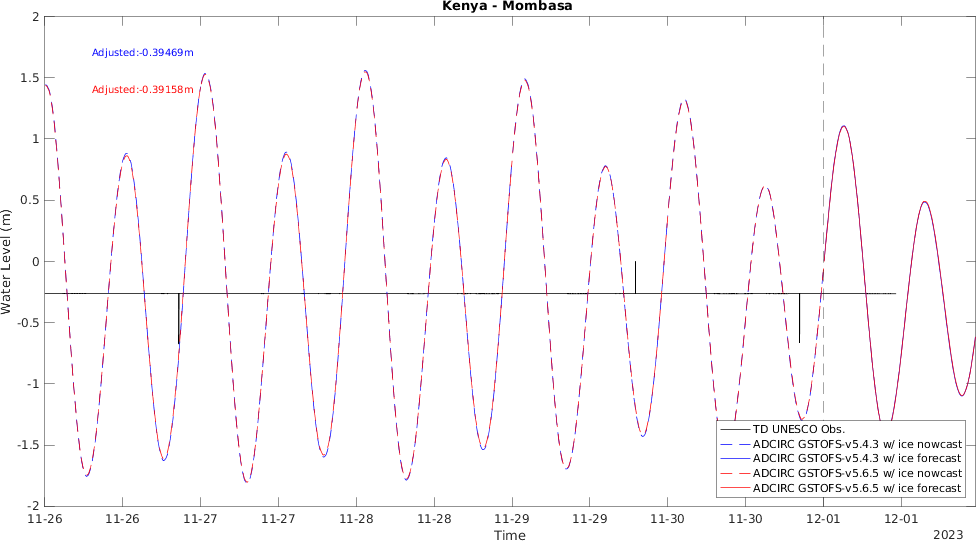 Kenya - Mombasa
2
1.5
1
0.5
0
-0.5
-1
-1.5
-2
Water Level (m)
Adjusted:-0.39469m
Adjusted:-0.39158m
TD UNESCO Obs.
ADCIRC GSTOFS-v5.4.3 w/ ice nowcast
ADCIRC GSTOFS-v5.4.3 w/ ice forecast
ADCIRC GSTOFS-v5.6.5 w/ ice nowcast
ADCIRC GSTOFS-v5.6.5 w/ ice forecast
11-26 11-26 11-27 11-27 11-28 11-28 11-29 11-29 11-30 11-30 12-01 12-01
Time
2023